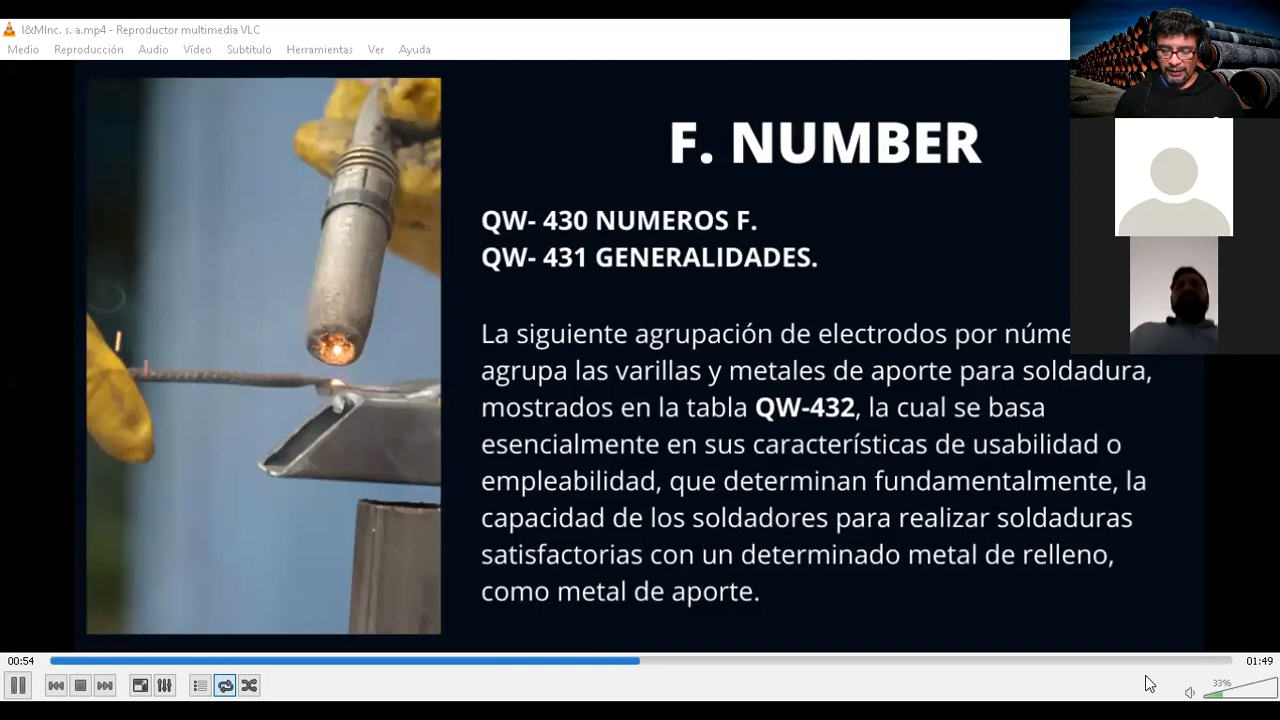 I&MInc. s. a.mp4 - Reproductor multimedia VLC
Medio Reproducción Audio Vídeo Subtítulo Herramientas Ver Ayuda
F. NUMBER
QW- 430 NUMEROS F.
QW- 431 GENERALIDADES.
La siguiente agrupación de electrodos por
agrupa las varillas y metales de aporte para soldadura,
mostrados en la tabla QW-432, la cual se basa
esencialmente en sus características de usabilidad o
empleabilidad, que determinan fundamentalmente, la
capacidad de los soldadores para realizar soldaduras
satisfactorias con un determinado metal de relleno,
como metal de aporte.
00:54 01:49
33%